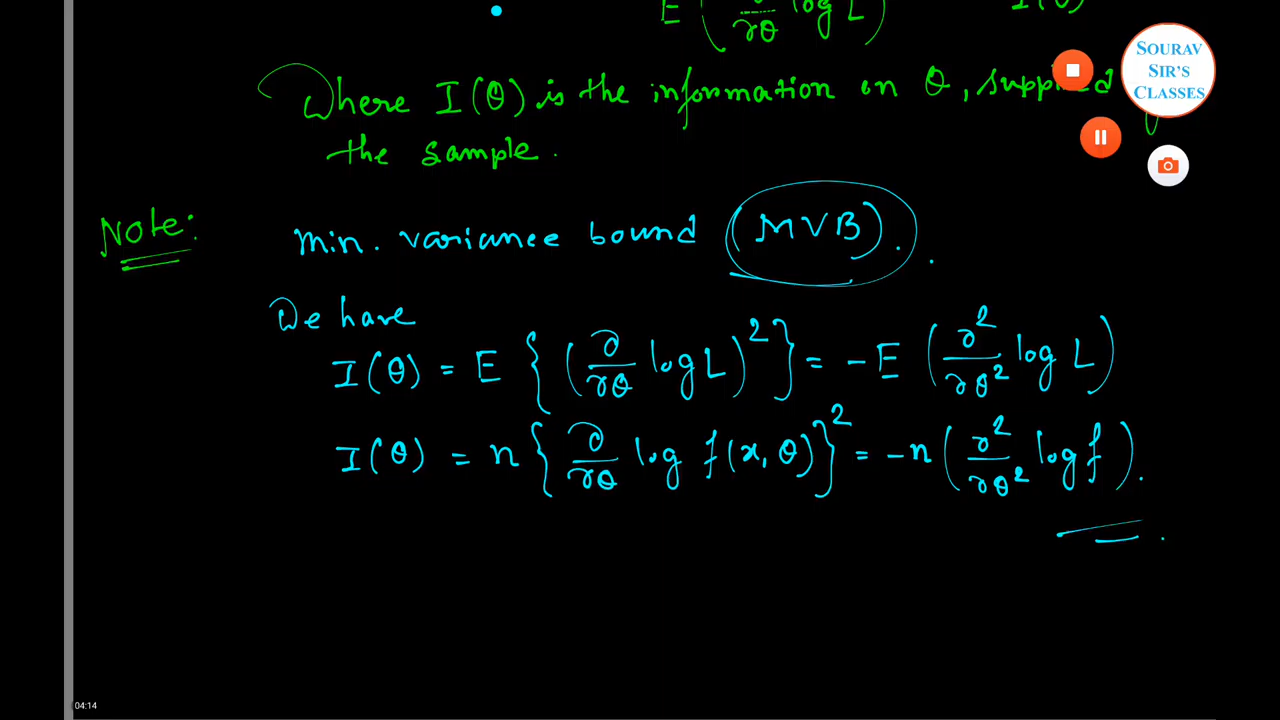 E (∂/∂θ log L) I(θ)
SOURAV
SIR'S
CLASSES
Where I(θ) is the information on θ, supplied
the sample.
Note:
min. variance bound (MVB).
We have
I(θ) = E {(∂/∂θ log L)²} = -E (∂²/∂θ² log L)
I(θ) = n {∂/∂θ log f(x, θ)}² = -n (∂²/∂θ² log f).
04:14